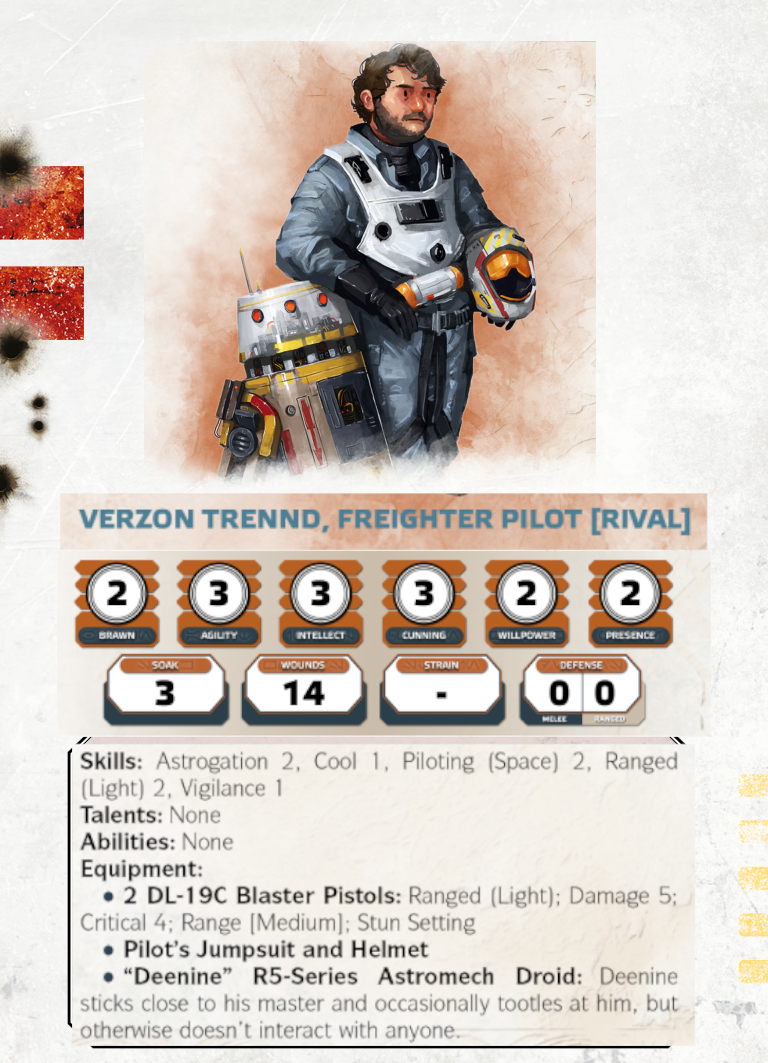 VERZON TRENND, FREIGHTER PILOT [RIVAL]
2 3 3 3 2 2
BRAWN AGILITY INTELLECT CUNNING WILLPOWER PRESENCE
SOAK WOUNDS STRAIN DEFENSE
3 14 - 0 0
MELEE RANGED
Skills: Astrogation 2, Cool 1, Piloting (Space) 2, Ranged
(Light) 2, Vigilance 1
Talents: None
Abilities: None
Equipment:
• 2 DL-19C Blaster Pistols: Ranged (Light); Damage 5;
Critical 4; Range [Medium]; Stun Setting
• Pilot’s Jumpsuit and Helmet
• “Deenine” R5-Series Astromech Droid: Deenine
sticks close to his master and occasionally tootles at him, but
otherwise doesn’t interact with anyone.